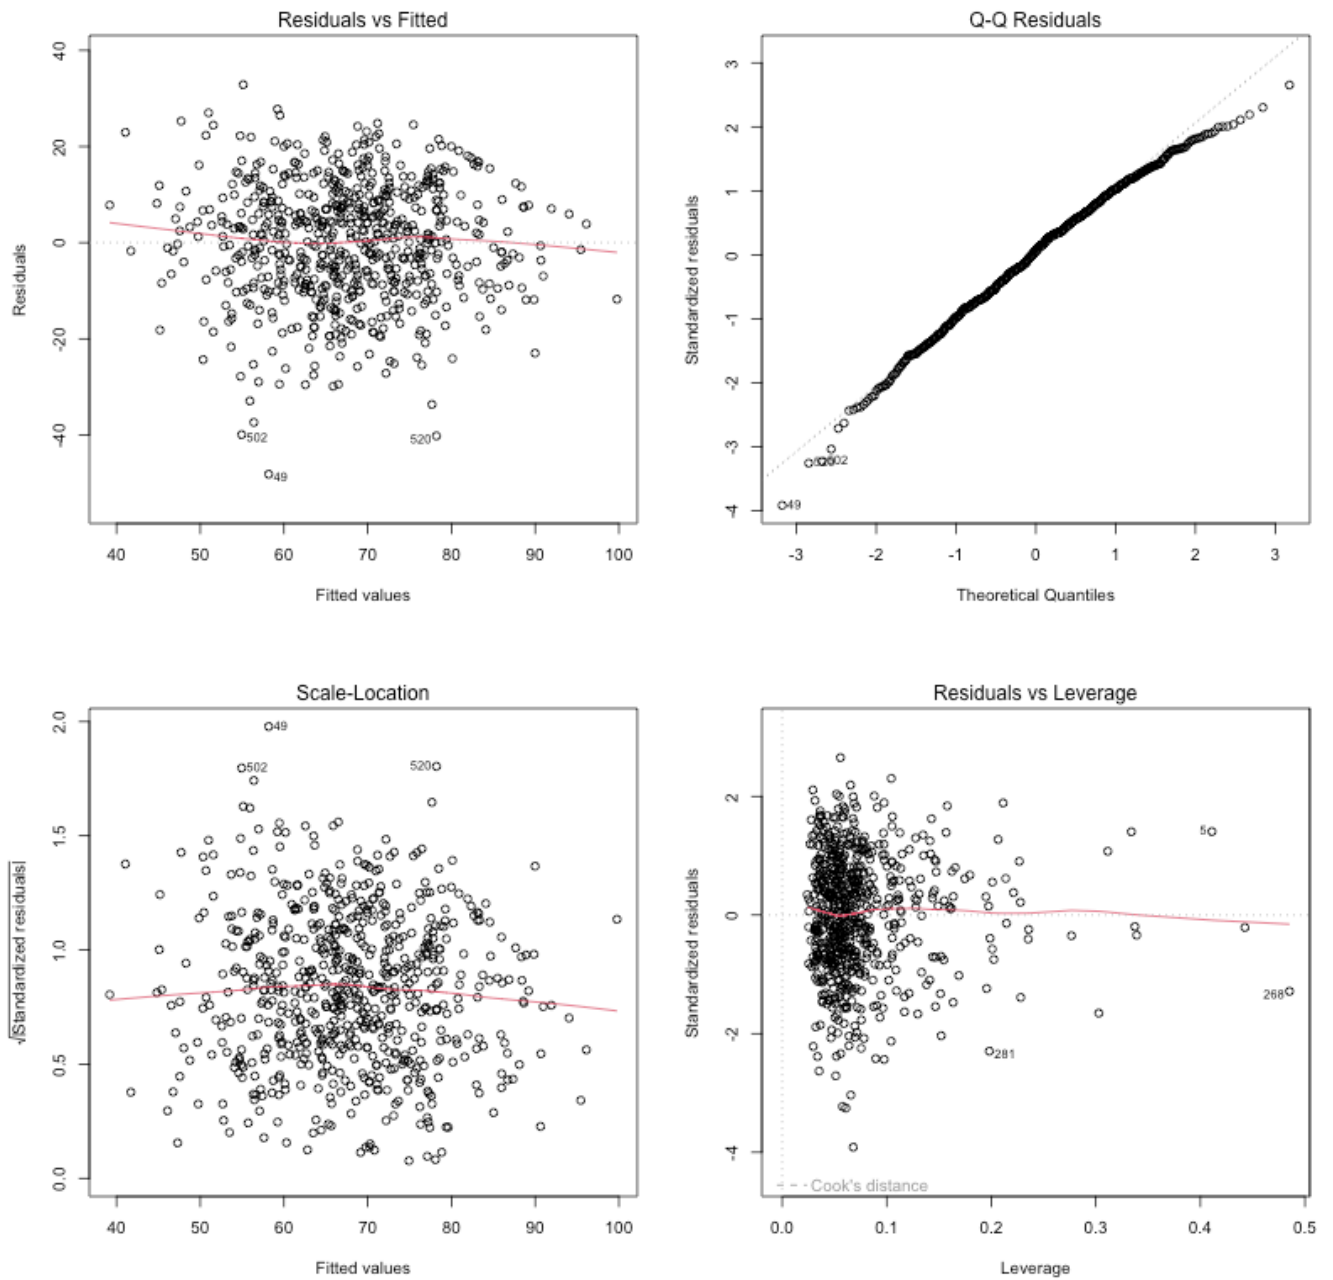 Residuals vs Fitted
Residuals
40
20
0
-20
-40
502
520
49
40 50 60 70 80 90 100
Fitted values
Q-Q Residuals
Standardized residuals
3
2
1
0
-1
-2
-3
-4
502
49
-3 -2 -1 0 1 2 3
Theoretical Quantiles
Scale-Location
√|Standardized residuals|
2.0
1.5
1.0
0.5
0.0
49
502
520
40 50 60 70 80 90 100
Fitted values
Residuals vs Leverage
Standardized residuals
2
0
-2
-4
5
268
281
Cook's distance
0.0 0.1 0.2 0.3 0.4 0.5
Leverage